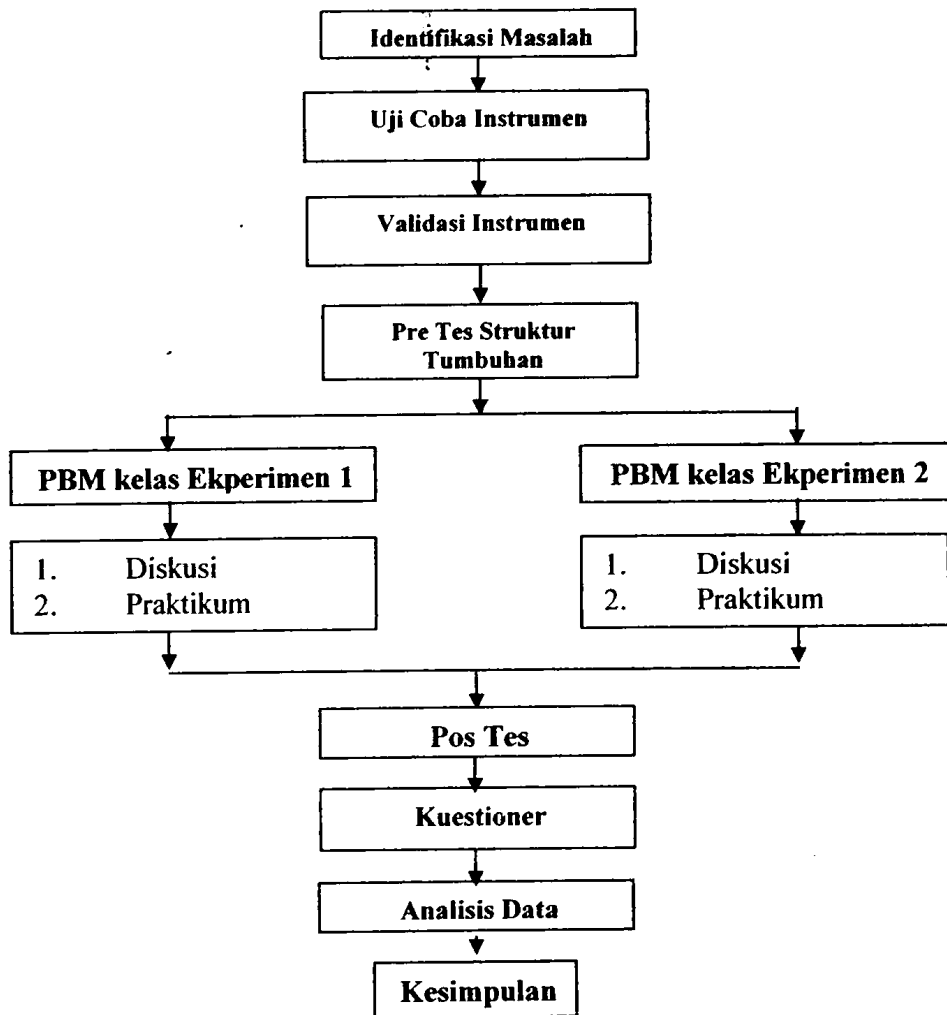 Identifikasi Masalah
Uji Coba Instrumen
Validasi Instrumen
Pre Tes Struktur
Tumbuhan
PBM kelas Ekperimen 1
PBM kelas Ekperimen 2
1. Diskusi
2. Praktikum
1. Diskusi
2. Praktikum
Pos Tes
Kuestioner
Analisis Data
Kesimpulan